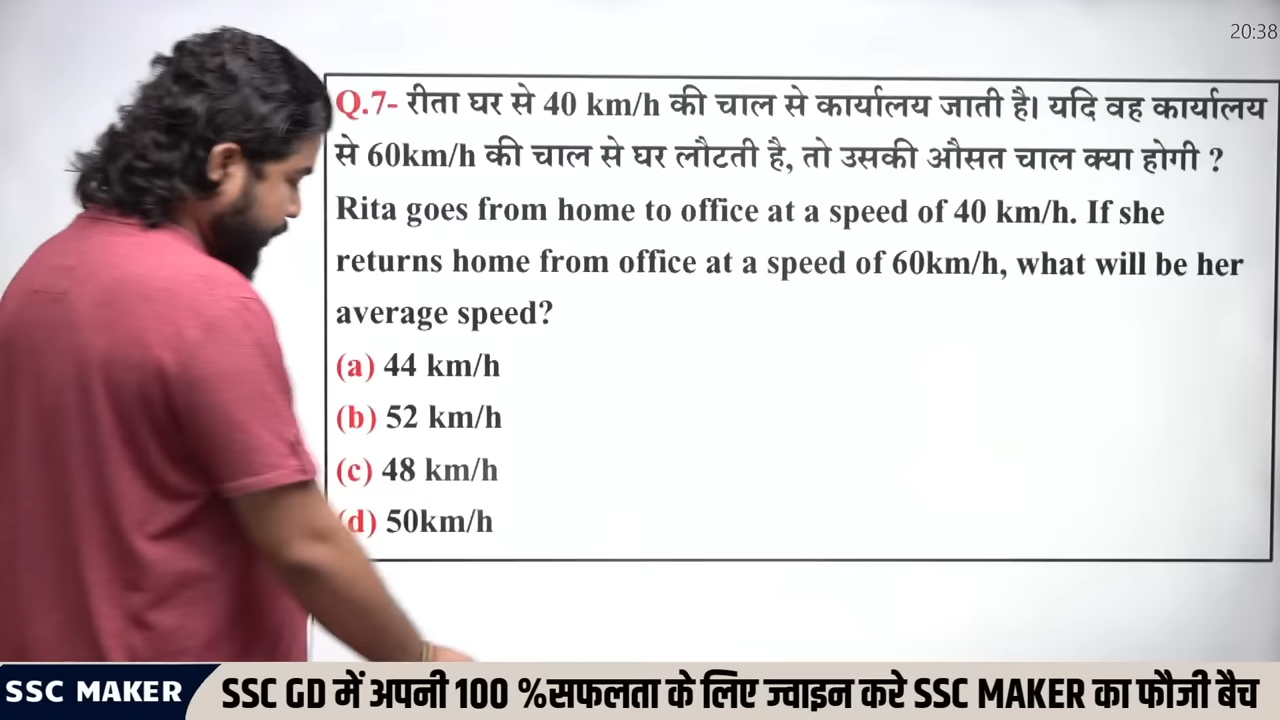 20:38
Q.7- रीता घर से 40 km/h की चाल से कार्यालय जाती है। यदि वह कार्यालय
से 60km/h की चाल से घर लौटती है, तो उसकी औसत चाल क्या होगी ?
Rita goes from home to office at a speed of 40 km/h. If she
returns home from office at a speed of 60km/h, what will be her
average speed?
(a) 44 km/h
(b) 52 km/h
(c) 48 km/h
(d) 50km/h
SSC MAKER
SSC GD में अपनी 100 %सफलता के लिए ज्वाइन करे SSC MAKER का फौजी बैच